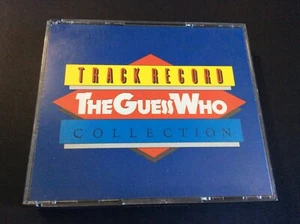 TRACK RECORD
THE GUESS WHO
COLLECTION